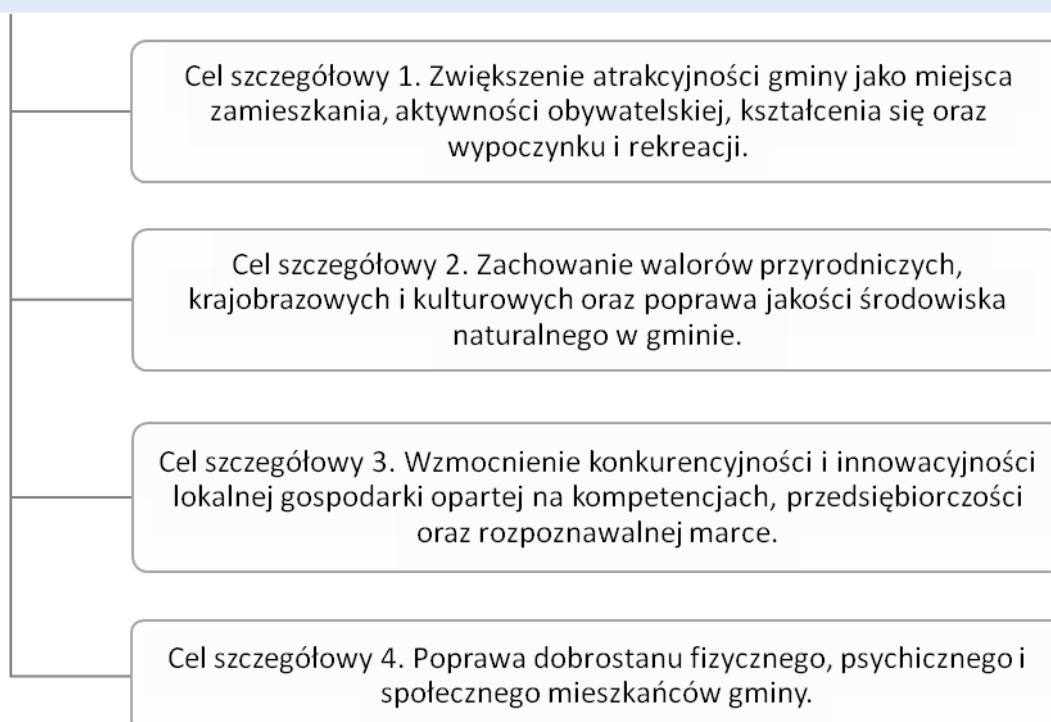 Cel szczegółowy 1. Zwiększenie atrakcyjności gminy jako miejsca
zamieszkania, aktywności obywatelskiej, kształcenia się oraz
wypoczynku i rekreacji.
Cel szczegółowy 2. Zachowanie walorów przyrodniczych,
krajobrazowych i kulturowych oraz poprawa jakości środowiska
naturalnego w gminie.
Cel szczegółowy 3. Wzmocnienie konkurencyjności i innowacyjności
lokalnej gospodarki opartej na kompetencjach, przedsiębiorczości
oraz rozpoznawalnej marce.
Cel szczegółowy 4. Poprawa dobrostanu fizycznego, psychicznego i
społecznego mieszkańców gminy.